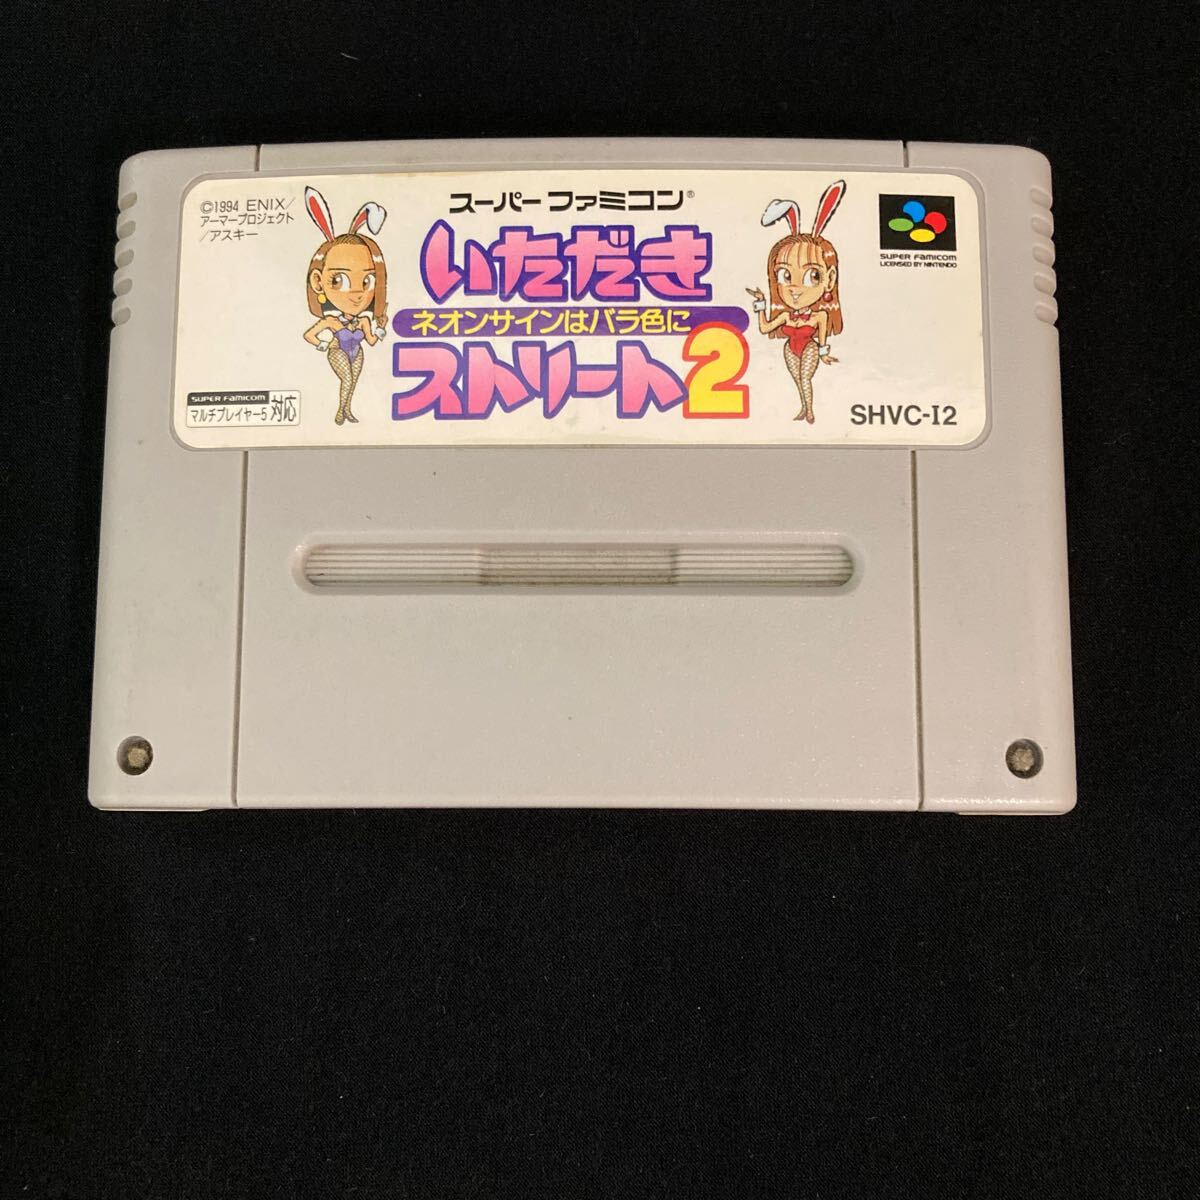 ©1994 ENIX/
アーマープロジェクト
/アスキー
スーパーファミコン®
いただき
ネオンサインはバラ色に
ストリート2
SUPER FAMICOM
LICENSED BY NINTENDO
SUPER FAMICOM
マルチプレイヤー5 対応
SHVC-I2